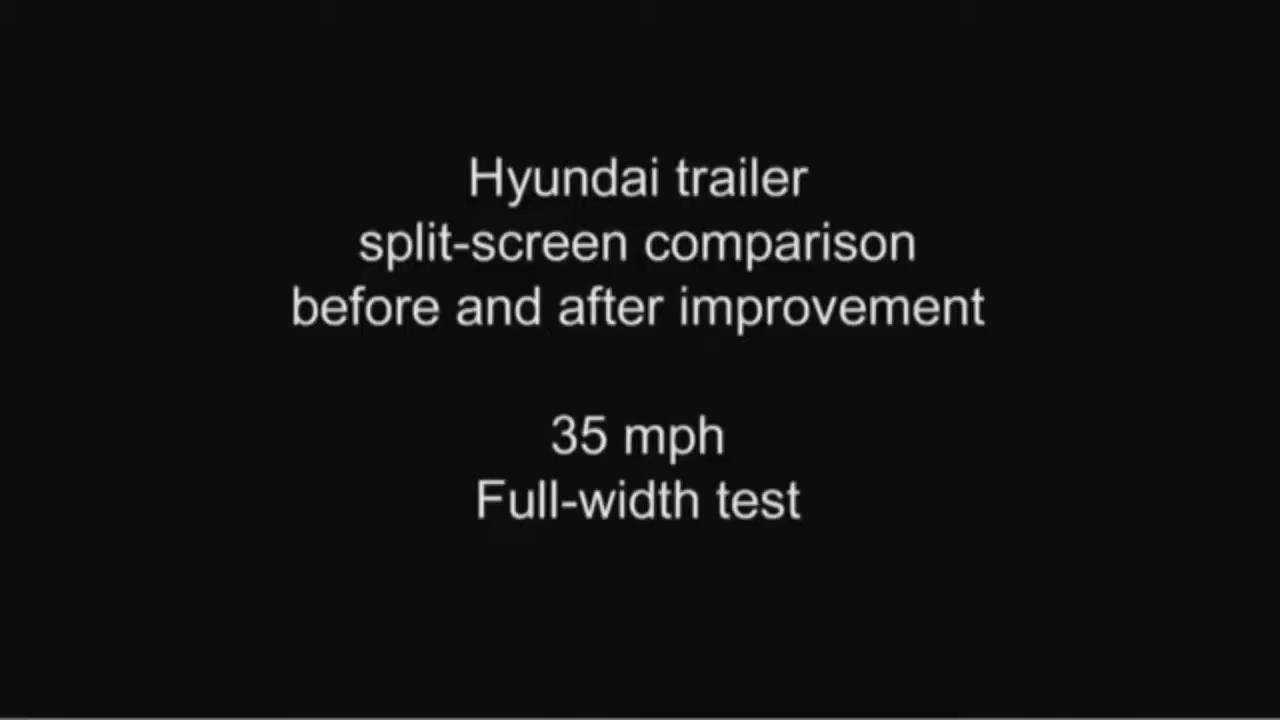 Hyundai trailer
split-screen comparison
before and after improvement
35 mph
Full-width test